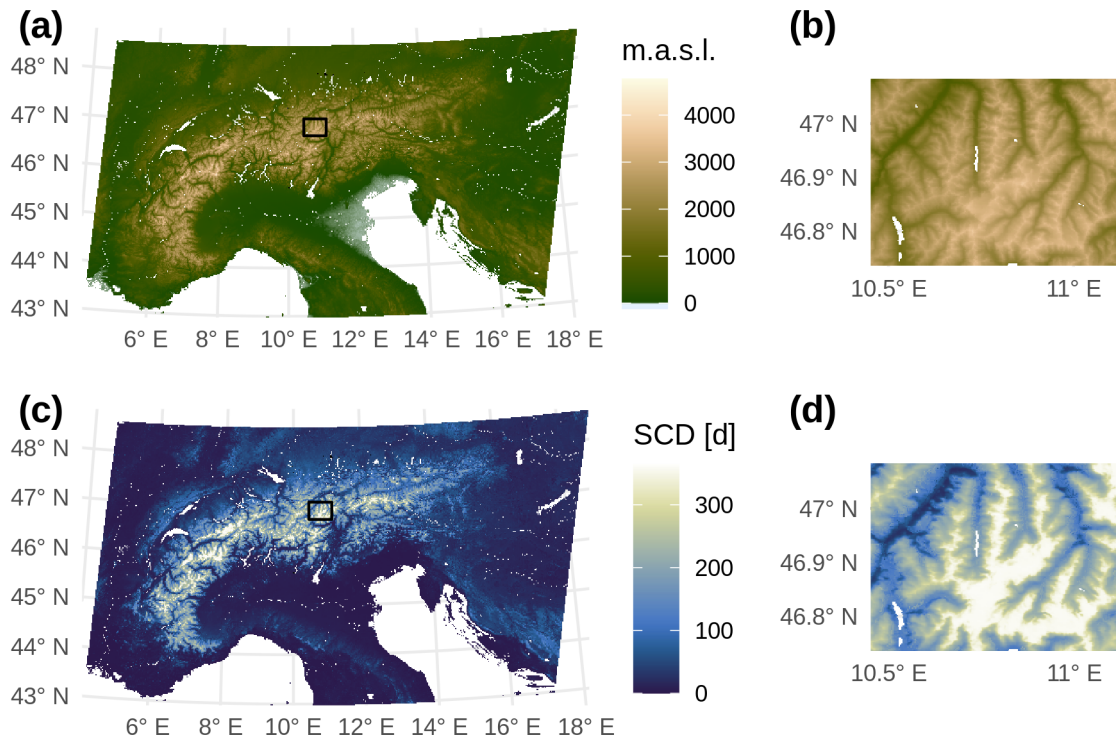 (a)
48° N
47° N
46° N
45° N
44° N
43° N
6° E 8° E 10° E 12° E 14° E 16° E 18° E
m.a.s.l.
4000
3000
2000
1000
0
(b)
47° N
46.9° N
46.8° N
10.5° E 11° E
(c)
48° N
47° N
46° N
45° N
44° N
43° N
6° E 8° E 10° E 12° E 14° E 16° E 18° E
SCD [d]
300
200
100
0
(d)
47° N
46.9° N
46.8° N
10.5° E 11° E